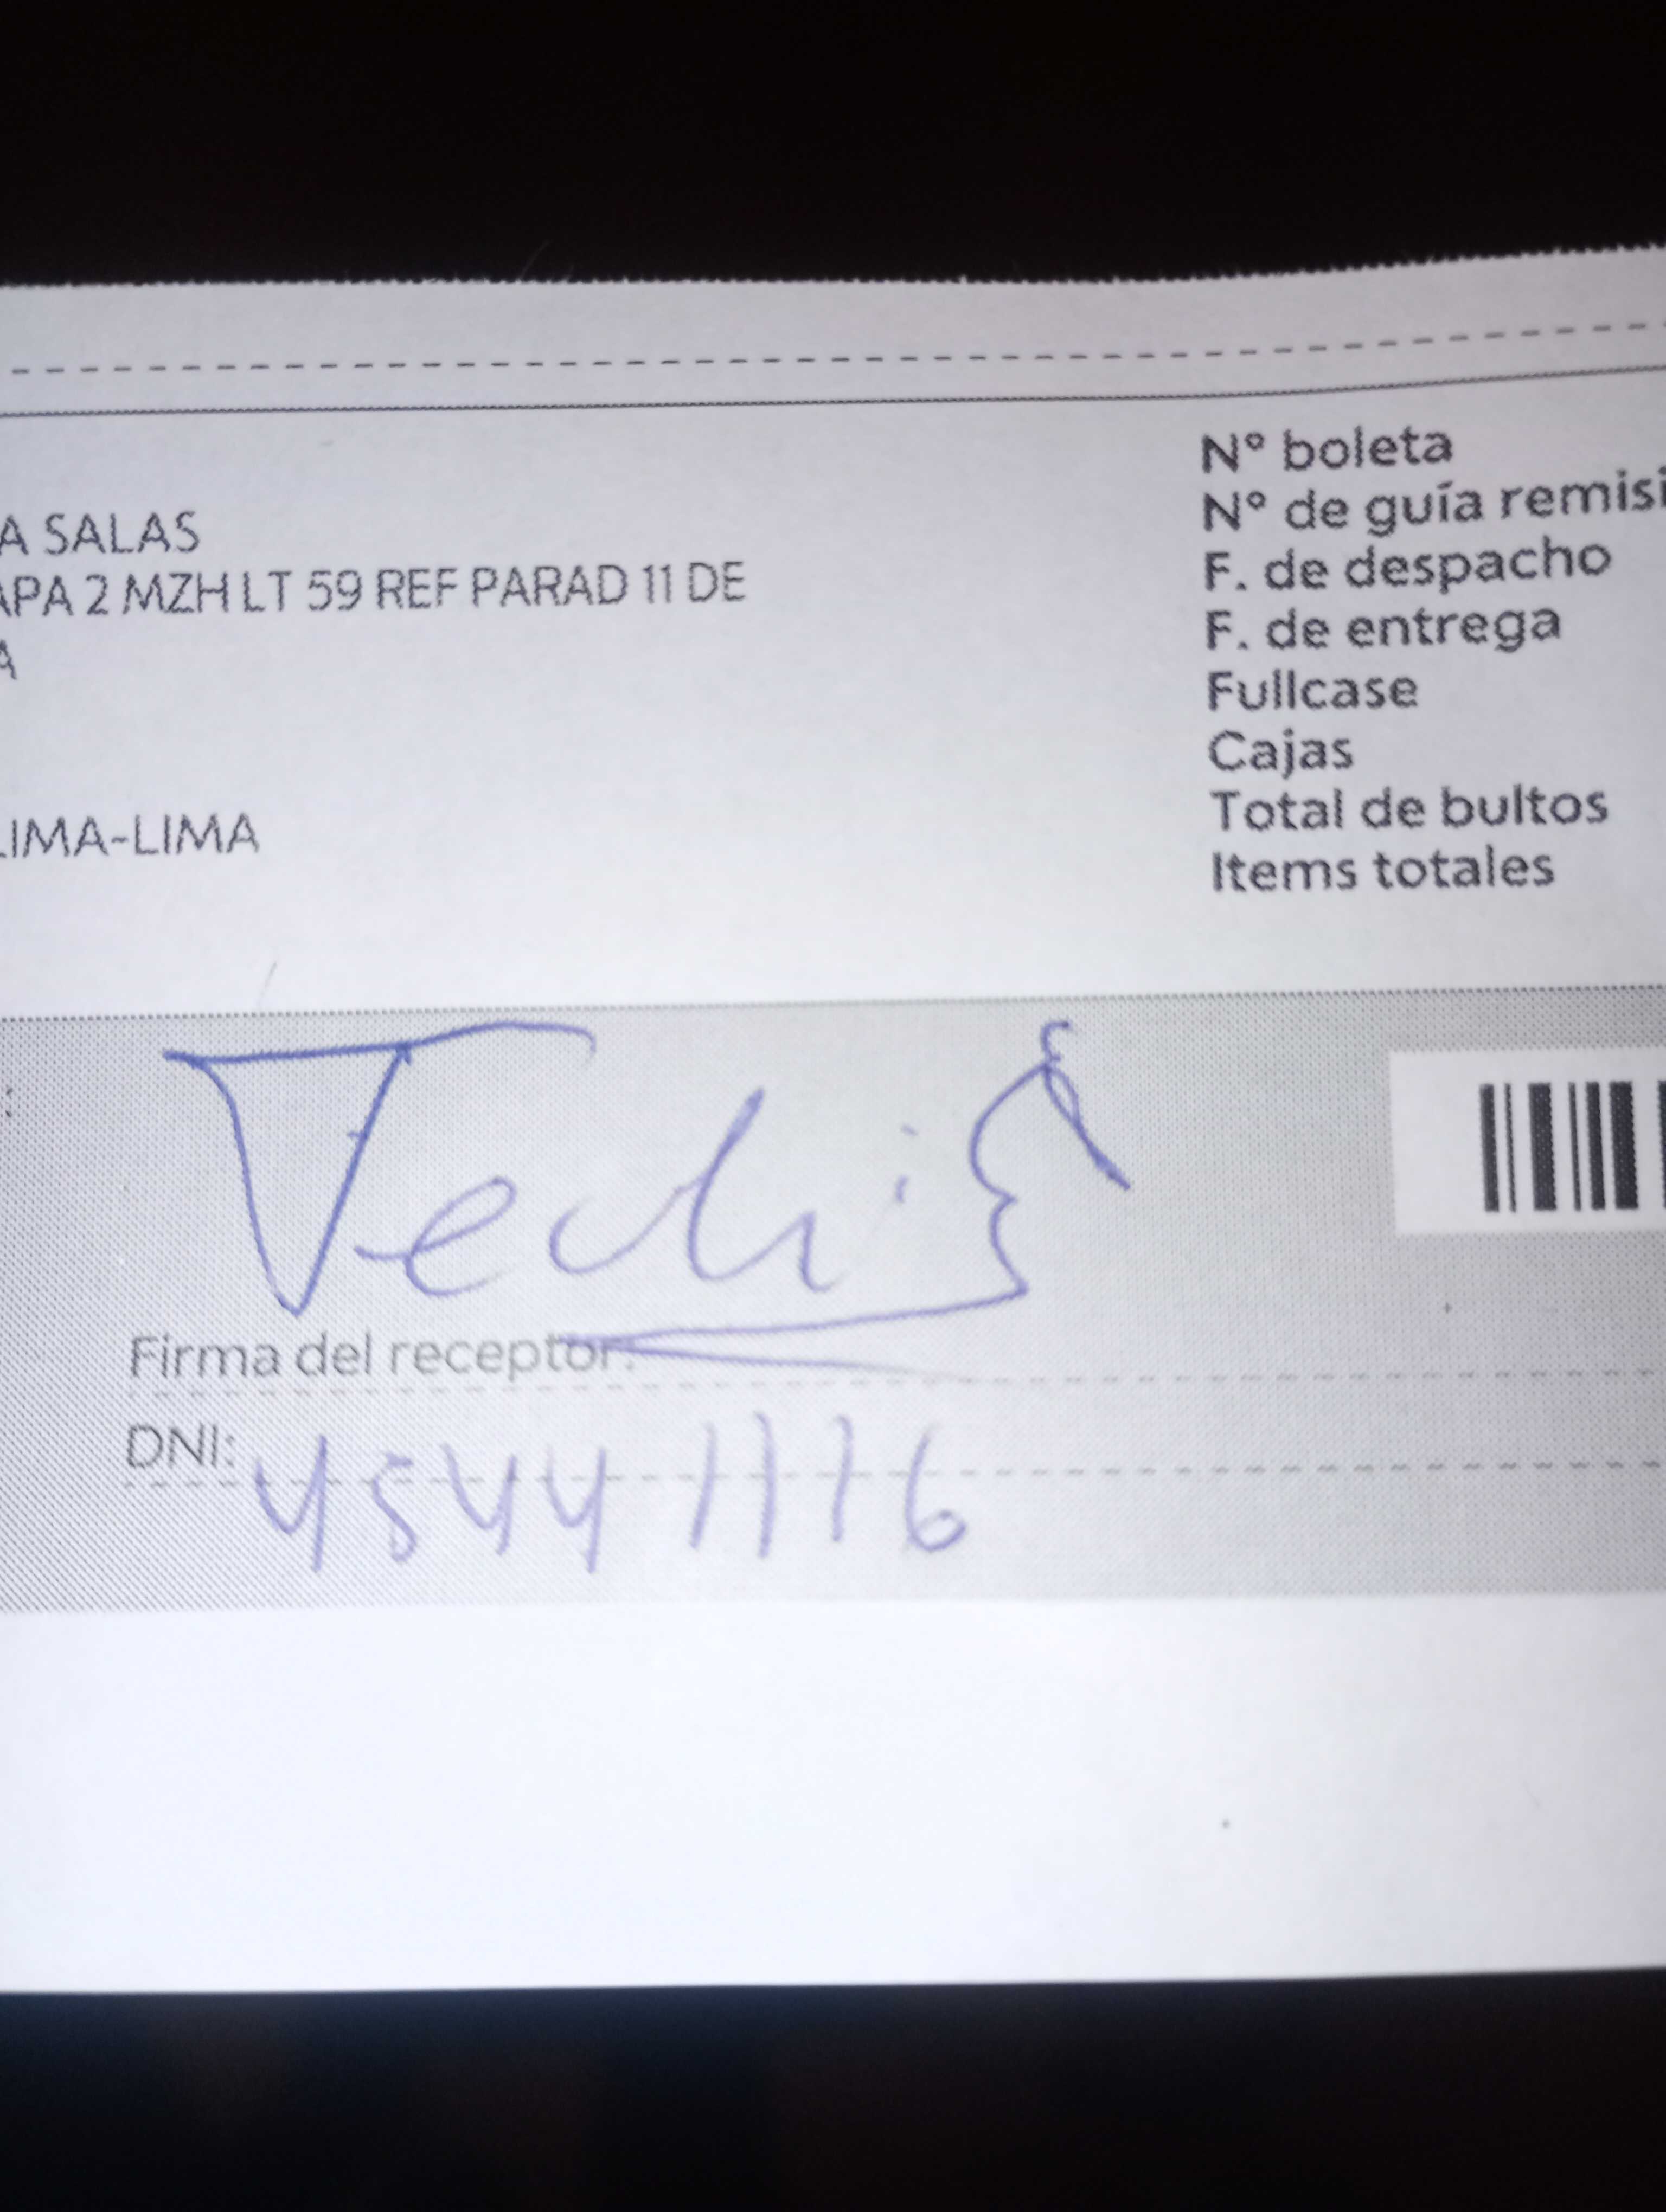 A SALAS
APA 2 MZH LT 59 REF PARAD 11 DE
A
LIMA-LIMA
N° boleta
N° de guía remisi
F. de despacho
F. de entrega
Fullcase
Cajas
Total de bultos
Items totales
:
Firma del receptor:
DNI: 45441116